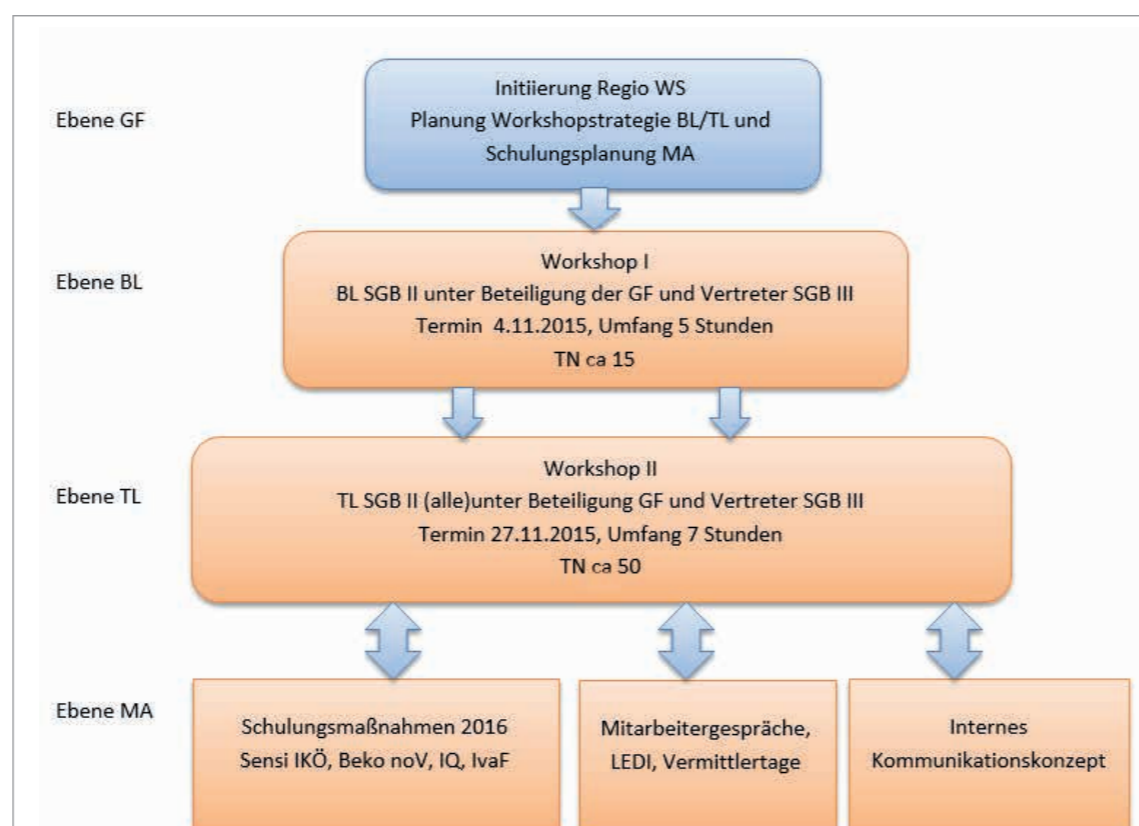 Ebene GF
Initiierung Regio WS
Planung Workshopstrategie BL/TL und
Schulungsplanung MA
Ebene BL
Workshop I
BL SGB II unter Beteiligung der GF und Vertreter SGB III
Termin 4.11.2015, Umfang 5 Stunden
TN ca 15
Ebene TL
Workshop II
TL SGB II (alle)unter Beteiligung GF und Vertreter SGB III
Termin 27.11.2015, Umfang 7 Stunden
TN ca 50
Ebene MA
Schulungsmaßnahmen 2016
Sensi IKÖ, Beko noV, IQ, IvaF
Mitarbeitergespräche,
LEDI, Vermittlertage
Internes
Kommunikationskonzept